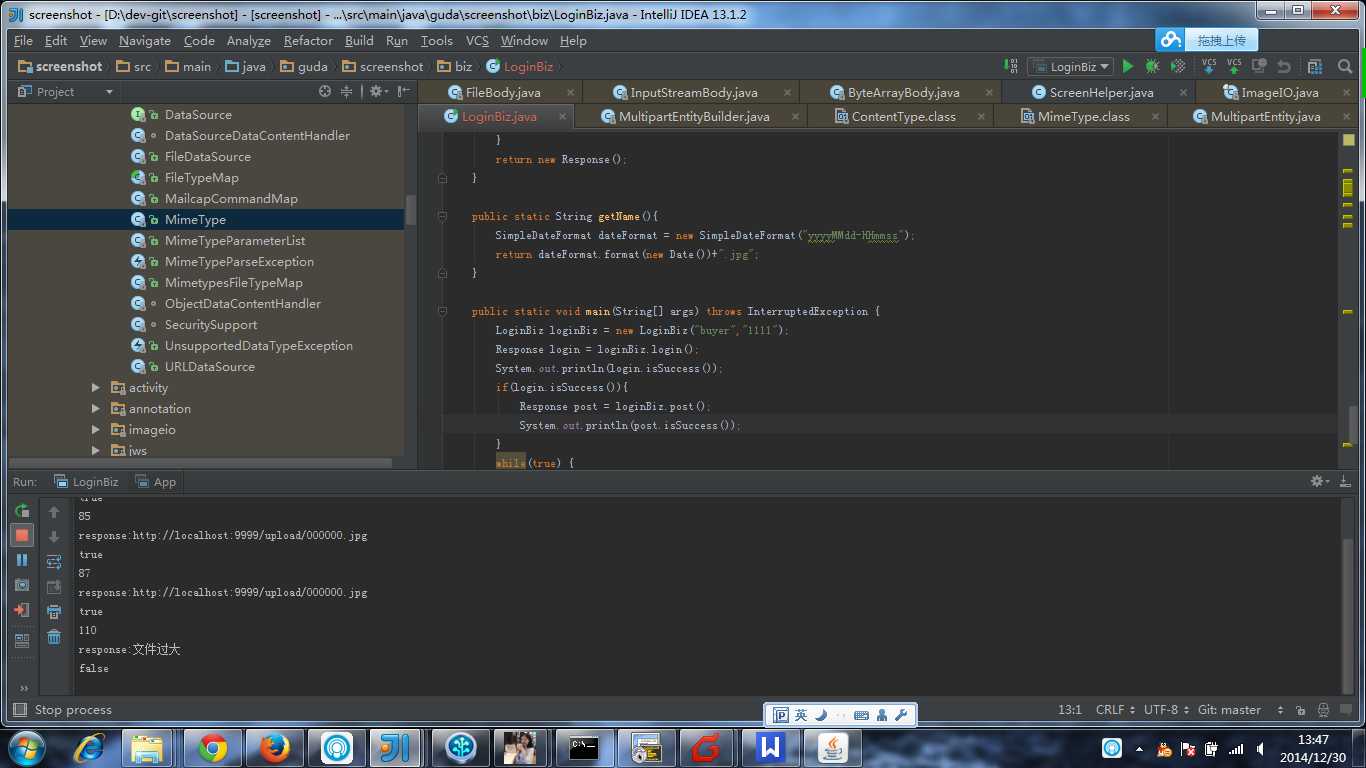 screenshot - [D:\dev-git\screenshot] - [screenshot] - ...\src\main\java\guda\screenshot\biz\LoginBiz.java - IntelliJ IDEA 13.1.2
File Edit View Navigate Code Analyze Refactor Build Run Tools VCS Window Help
拖拽上传
screenshot src main java guda screenshot biz LoginBiz
LoginBiz
VCS VCS
Project
FileBody.java InputStreamBody.java ByteArrayBody.java ScreenHelper.java ImageIO.java
LoginBiz.java MultipartEntityBuilder.java ContentType.class MimeType.class MultipartEntity.java
DataSource
DataSourceDataContentHandler
FileDataSource
FileTypeMap
MailcapCommandMap
MimeType
MimeTypeParameterList
MimeTypeParseException
MimetypesFileTypeMap
ObjectDataContentHandler
SecuritySupport
UnsupportedDataTypeException
URLDataSource
activity
annotation
imageio
jws
}
return new Response();
}
public static String getName(){
SimpleDateFormat dateFormat = new SimpleDateFormat("yyyyMMdd-HHmmss");
return dateFormat.format(new Date())+".jpg";
}
public static void main(String[] args) throws InterruptedException {
LoginBiz loginBiz = new LoginBiz("buyer","1111");
Response login = loginBiz.login();
System.out.println(login.isSuccess());
if(login.isSuccess()){
Response post = loginBiz.post();
System.out.println(post.isSuccess());
}
while(true) {
Run: LoginBiz App
true
85
response:http://localhost:9999/upload/000000.jpg
true
87
response:http://localhost:9999/upload/000000.jpg
true
110
response:文件过大
false
Stop process
13:1 CRLF UTF-8 Git: master
英
13:47
2014/12/30